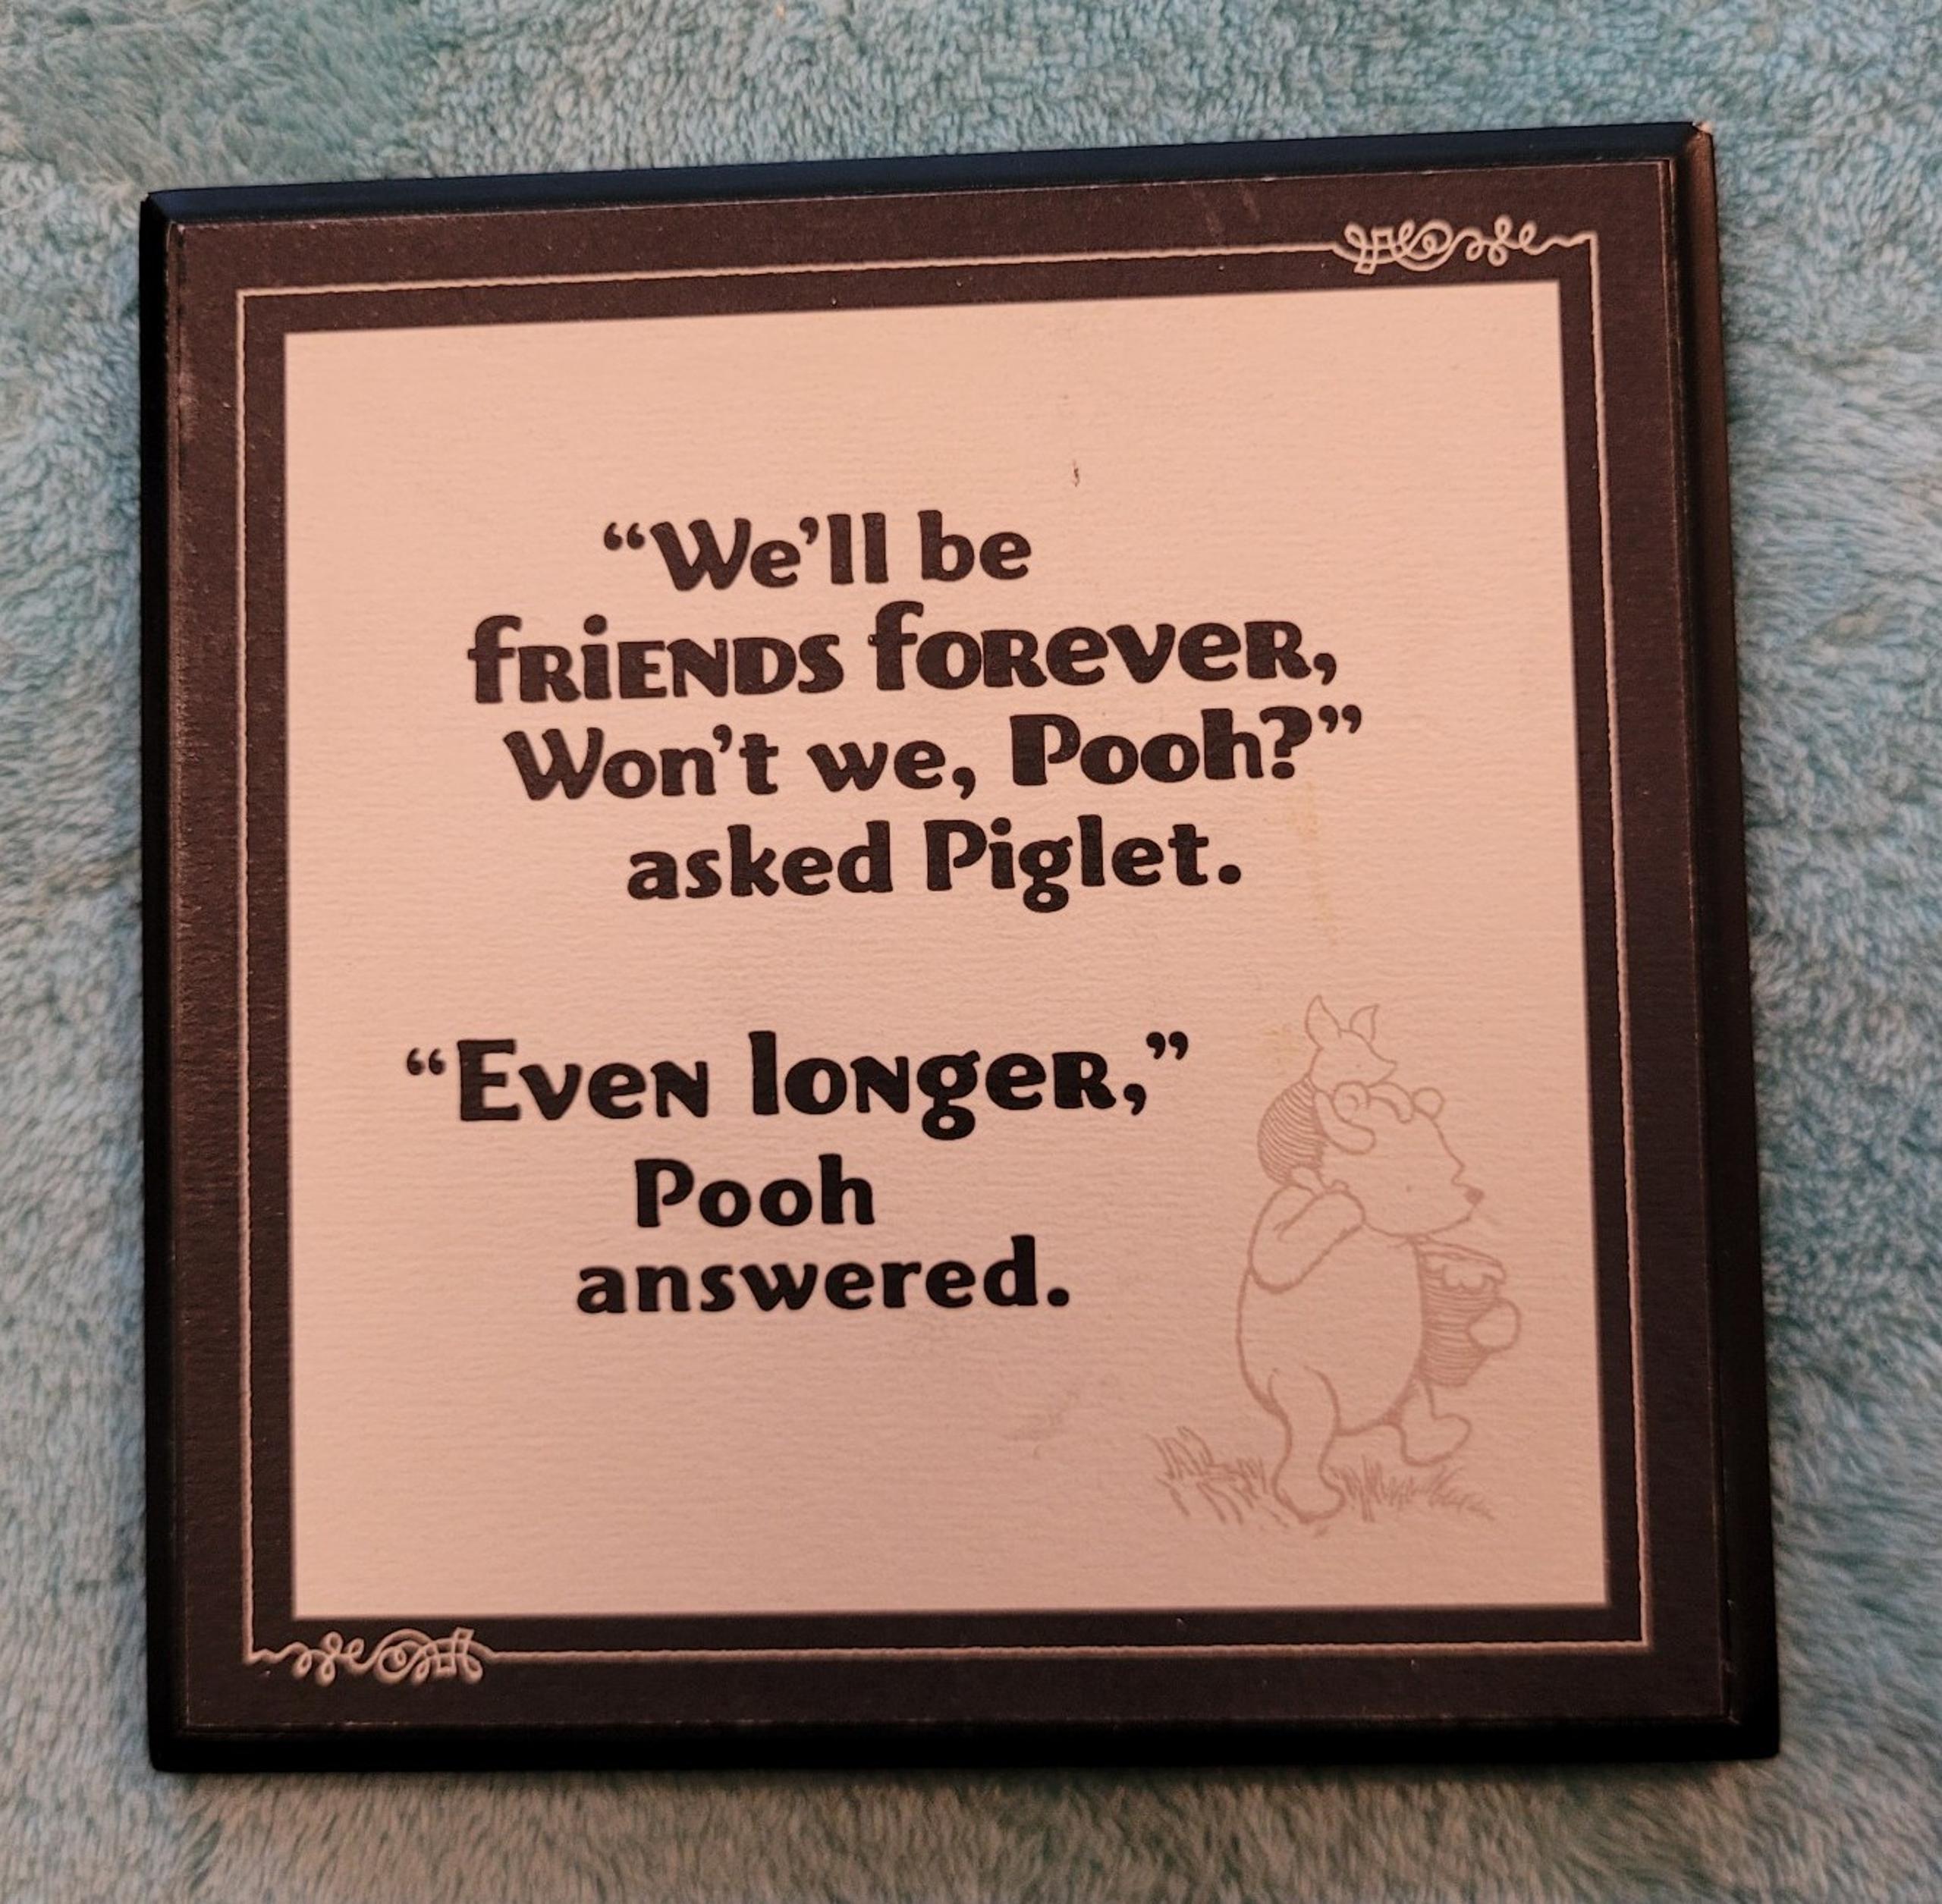 “We’ll be
fRiENDS foReveR,
Won’t we, Pooh?”
asked Piglet.
“EveN loNgeR,”
Pooh
answered.